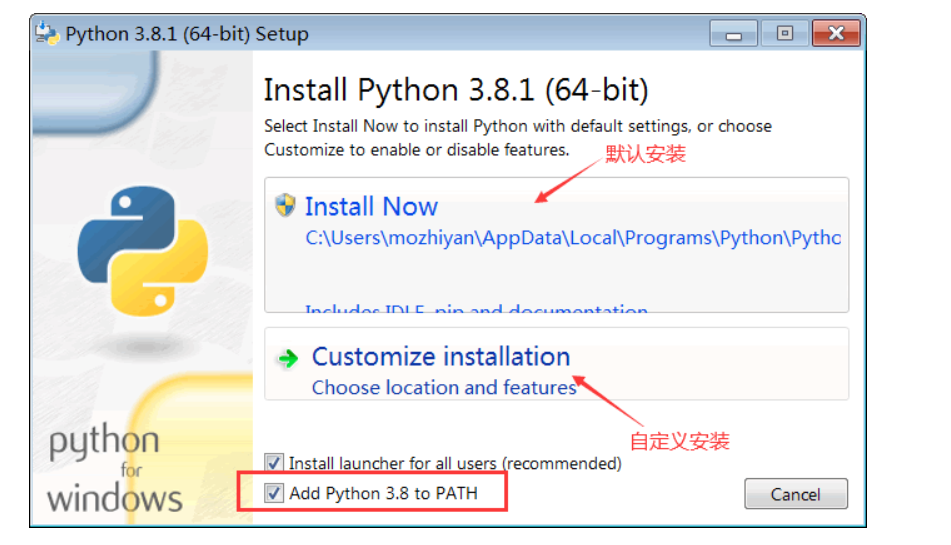 Python 3.8.1 (64-bit) Setup
Install Python 3.8.1 (64-bit)
Select Install Now to install Python with default settings, or choose
Customize to enable or disable features.
默认安装
Install Now
C:\Users\mozhiyan\AppData\Local\Programs\Python\Pytho
Includes IDLE, pin and documentation
Customize installation
Choose location and features
自定义安装
Install launcher for all users (recommended)
Add Python 3.8 to PATH
Cancel
python
for
windows